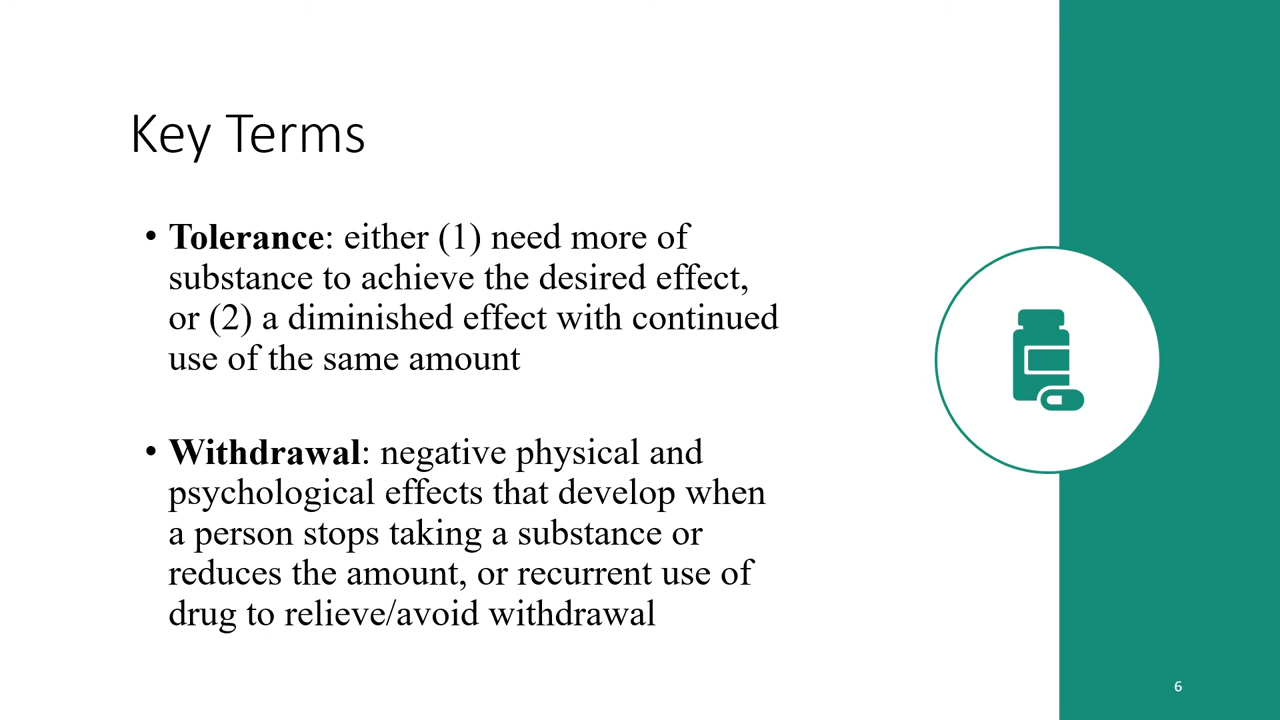 Key Terms
• Tolerance: either (1) need more of
substance to achieve the desired effect,
or (2) a diminished effect with continued
use of the same amount
• Withdrawal: negative physical and
psychological effects that develop when
a person stops taking a substance or
reduces the amount, or recurrent use of
drug to relieve/avoid withdrawal
6